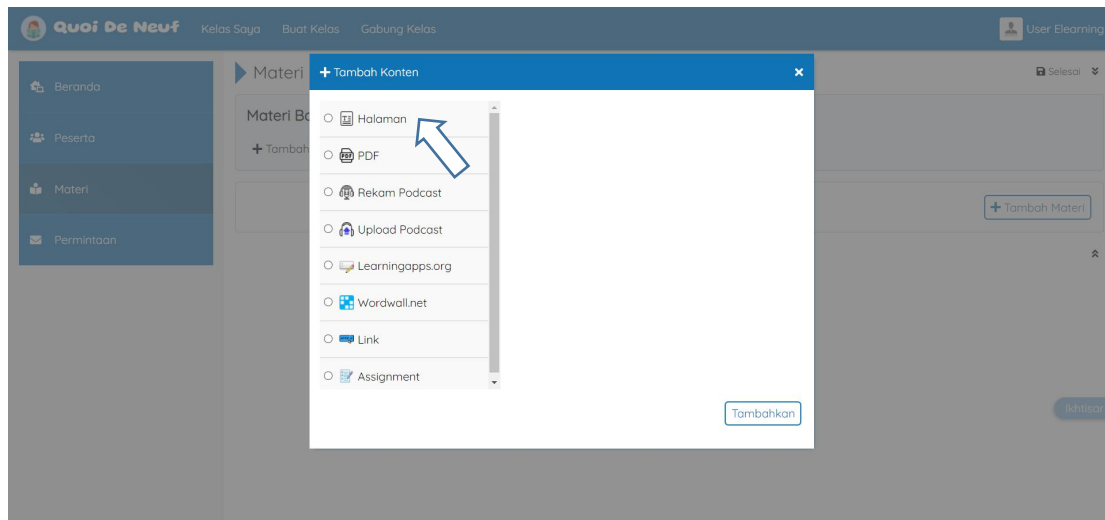 Quoi De Neuf Kelas Saya Buat Kelas Gabung Kelas User Elearning
Beranda
Peserta
Materi
Permintaan
Materi
Selesai
Materi Ba
+ Tambah
+ Tambah Konten ×
Halaman
PDF
Rekam Podcast
Upload Podcast
Learningapps.org
Wordwall.net
Link
Assignment
Tambahkan
+ Tambah Materi
Ikhtisar